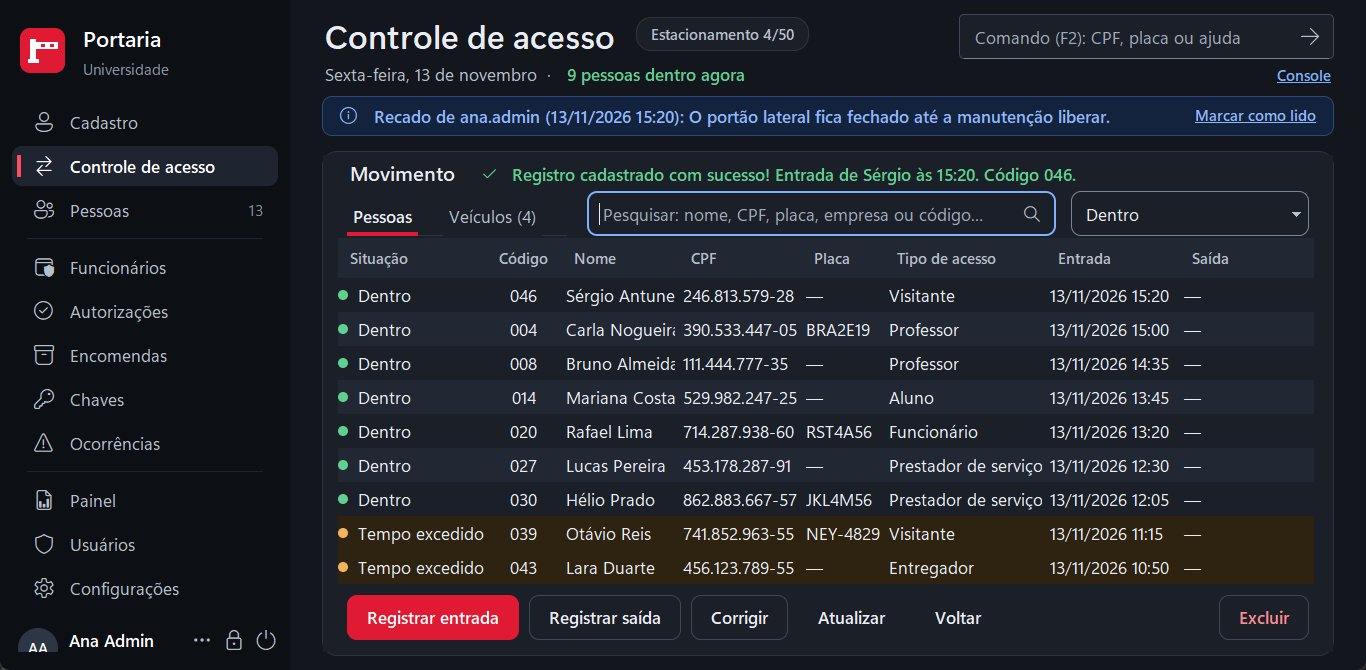 Portaria
Universidade
Cadastro
Controle de acesso
Pessoas 13
Funcionários
Autorizações
Encomendas
Chaves
Ocorrências
Painel
Usuários
Configurações
AA Ana Admin ...
Controle de acesso Estacionamento 4/50
Comando (F2): CPF, placa ou ajuda
Sexta-feira, 13 de novembro · 9 pessoas dentro agora
Console
Recado de ana.admin (13/11/2026 15:20): O portão lateral fica fechado até a manutenção liberar. Marcar como lido
Movimento Registro cadastrado com sucesso! Entrada de Sérgio às 15:20. Código 046.
Pessoas Veículos (4) Pesquisar: nome, CPF, placa, empresa ou código... Dentro
Situação Código Nome CPF Placa Tipo de acesso Entrada Saída
Dentro 046 Sérgio Antune 246.813.579-28 — Visitante 13/11/2026 15:20 —
Dentro 004 Carla Nogueira 390.533.447-05 BRA2E19 Professor 13/11/2026 15:00 —
Dentro 008 Bruno Almeida 111.444.777-35 — Professor 13/11/2026 14:35 —
Dentro 014 Mariana Costa 529.982.247-25 — Aluno 13/11/2026 13:45 —
Dentro 020 Rafael Lima 714.287.938-60 RST4A56 Funcionário 13/11/2026 13:20 —
Dentro 027 Lucas Pereira 453.178.287-91 — Prestador de serviço 13/11/2026 12:30 —
Dentro 030 Hélio Prado 862.883.667-57 JKL4M56 Prestador de serviço 13/11/2026 12:05 —
Tempo excedido 039 Otávio Reis 741.852.963-55 NEY-4829 Visitante 13/11/2026 11:15 —
Tempo excedido 043 Lara Duarte 456.123.789-55 — Entregador 13/11/2026 10:50 —
Registrar entrada Registrar saída Corrigir Atualizar Voltar Excluir